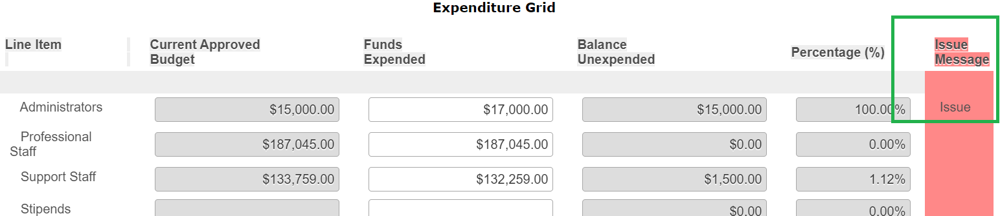 Expenditure Grid
Line Item Current Approved Budget Funds Expended Balance Unexpended Percentage (%) Issue Message
Administrators $15,000.00 $17,000.00 $15,000.00 100.00% Issue
Professional Staff $187,045.00 $187,045.00 $0.00 0.00%
Support Staff $133,759.00 $132,259.00 $1,500.00 1.12%
Stipends $0.00 0.00%